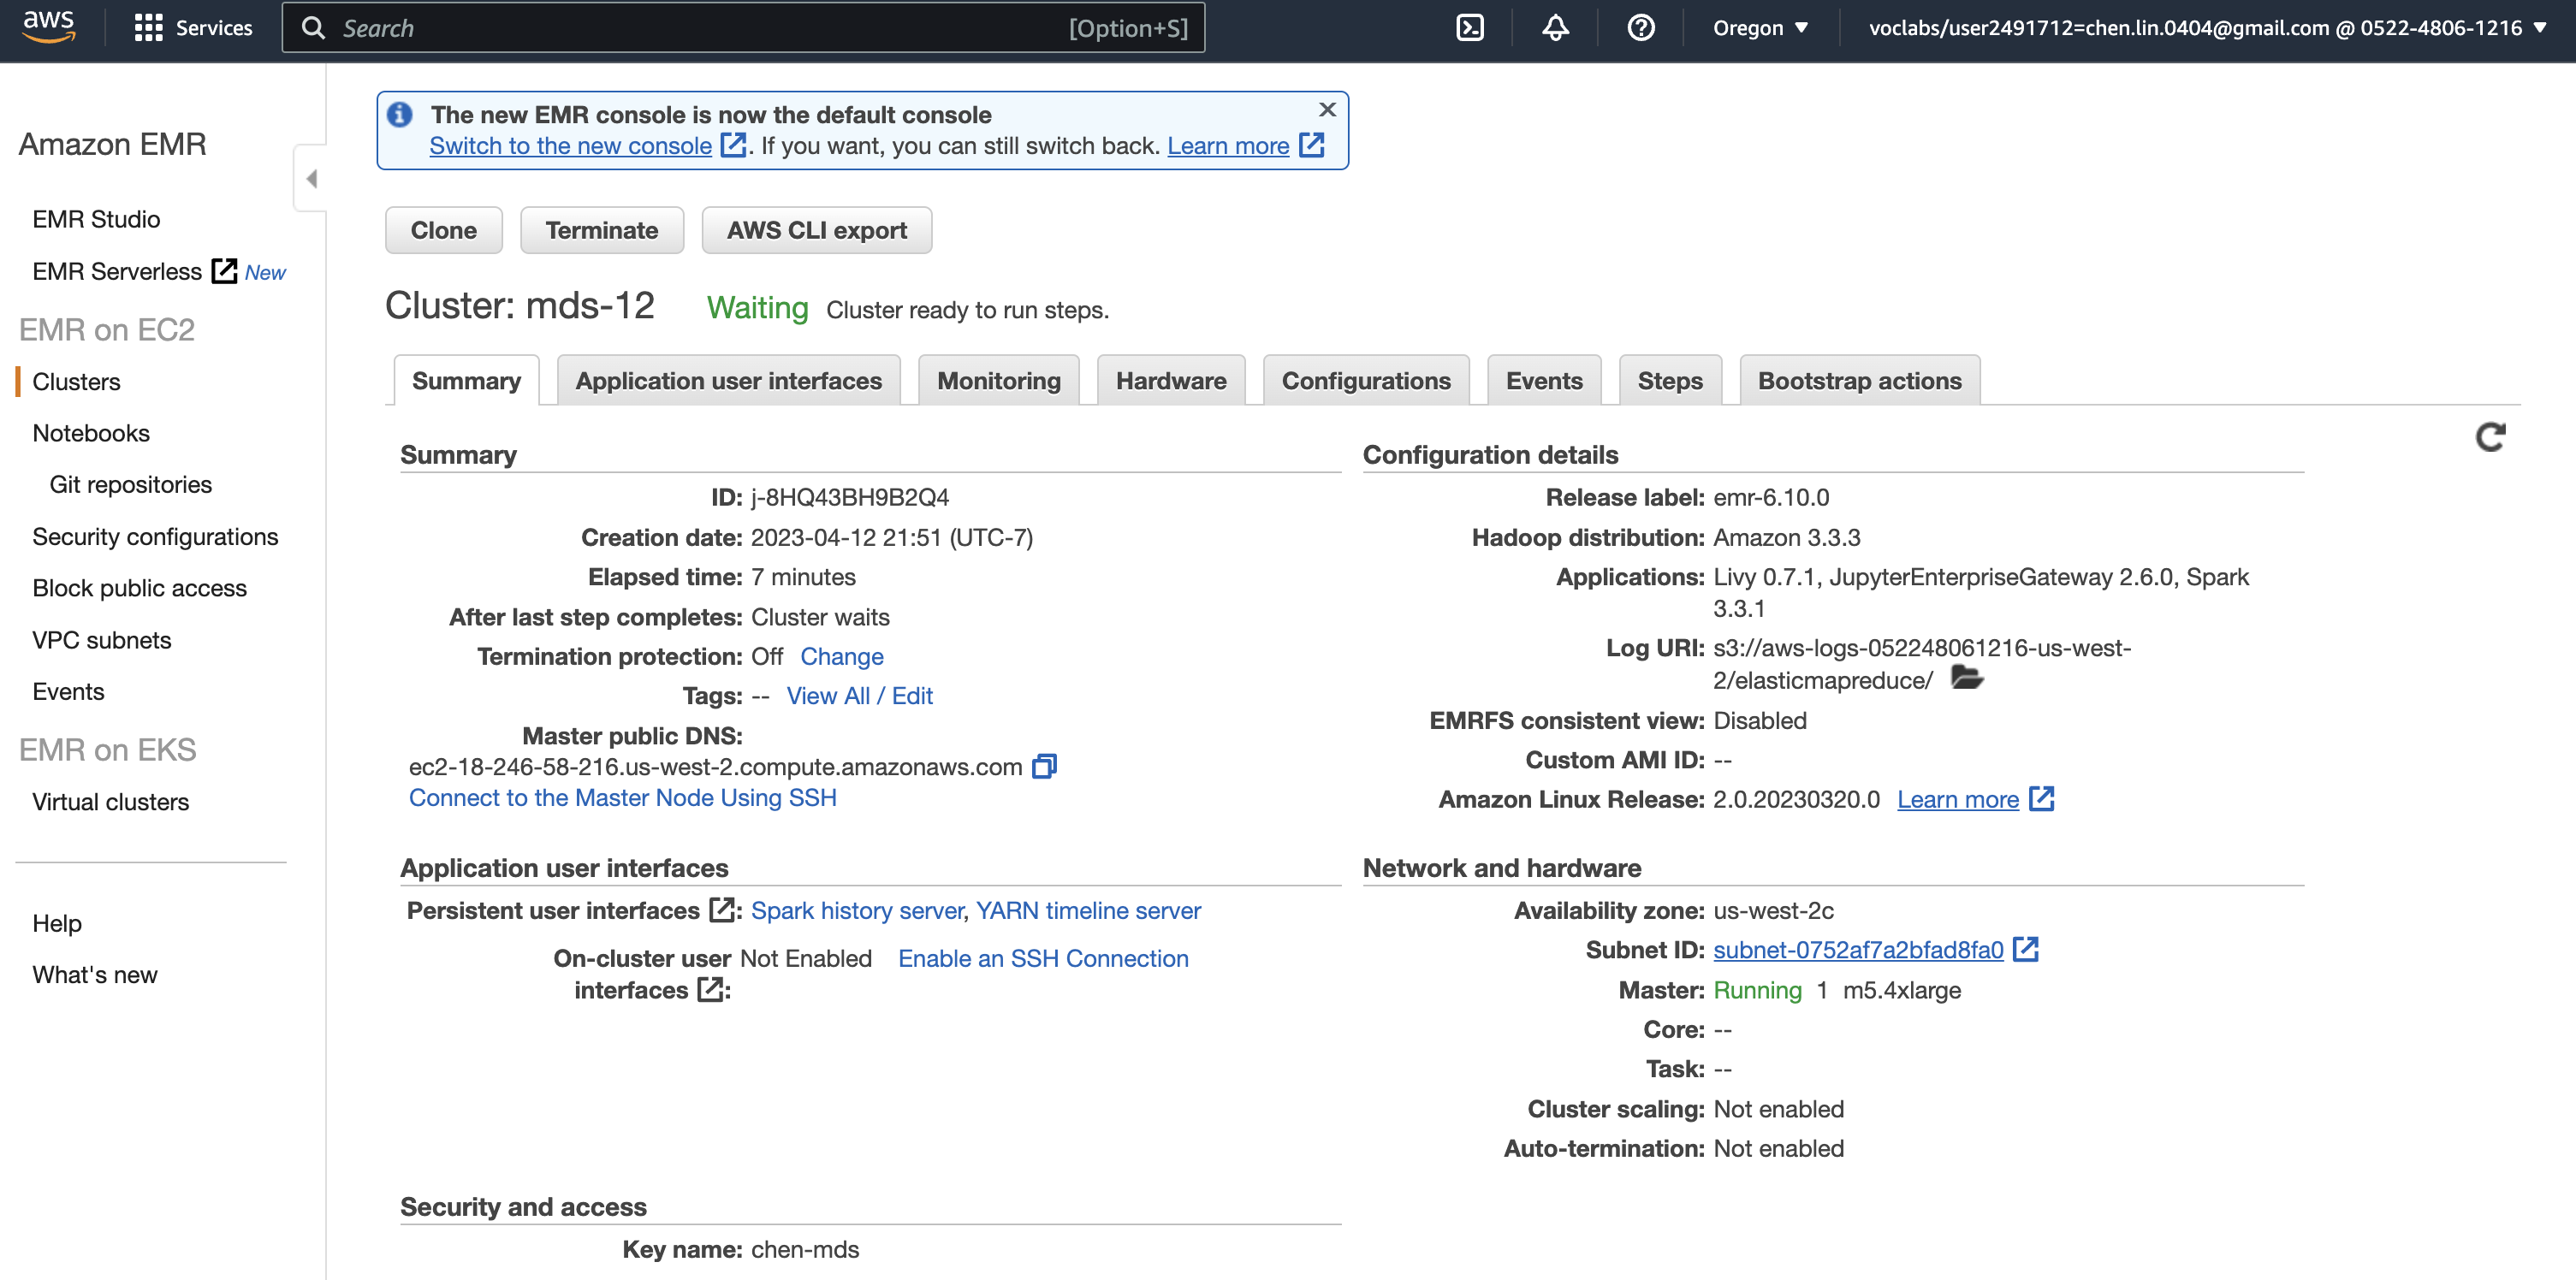 aws
Services
Search
[Option+S]
Oregon
voclabs/user2491712=chen.lin.0404@gmail.com @ 0522-4806-1216
Amazon EMR
EMR Studio
EMR Serverless New
EMR on EC2
Clusters
Notebooks
Git repositories
Security configurations
Block public access
VPC subnets
Events
EMR on EKS
Virtual clusters
Help
What's new
The new EMR console is now the default console
Switch to the new console . If you want, you can still switch back. Learn more
Clone
Terminate
AWS CLI export
Cluster: mds-12 Waiting Cluster ready to run steps.
Summary
Application user interfaces
Monitoring
Hardware
Configurations
Events
Steps
Bootstrap actions
Summary
ID: j-8HQ43BH9B2Q4
Creation date: 2023-04-12 21:51 (UTC-7)
Elapsed time: 7 minutes
After last step completes: Cluster waits
Termination protection: Off Change
Tags: -- View All / Edit
Master public DNS:
ec2-18-246-58-216.us-west-2.compute.amazonaws.com
Connect to the Master Node Using SSH
Configuration details
Release label: emr-6.10.0
Hadoop distribution: Amazon 3.3.3
Applications: Livy 0.7.1, JupyterEnterpriseGateway 2.6.0, Spark
3.3.1
Log URI: s3://aws-logs-052248061216-us-west-
2/elasticmapreduce/
EMRFS consistent view: Disabled
Custom AMI ID: --
Amazon Linux Release: 2.0.20230320.0 Learn more
Application user interfaces
Persistent user interfaces : Spark history server, YARN timeline server
On-cluster user Not Enabled Enable an SSH Connection
interfaces :
Network and hardware
Availability zone: us-west-2c
Subnet ID: subnet-0752af7a2bfad8fa0
Master: Running 1 m5.4xlarge
Core: --
Task: --
Cluster scaling: Not enabled
Auto-termination: Not enabled
Security and access
Key name: chen-mds